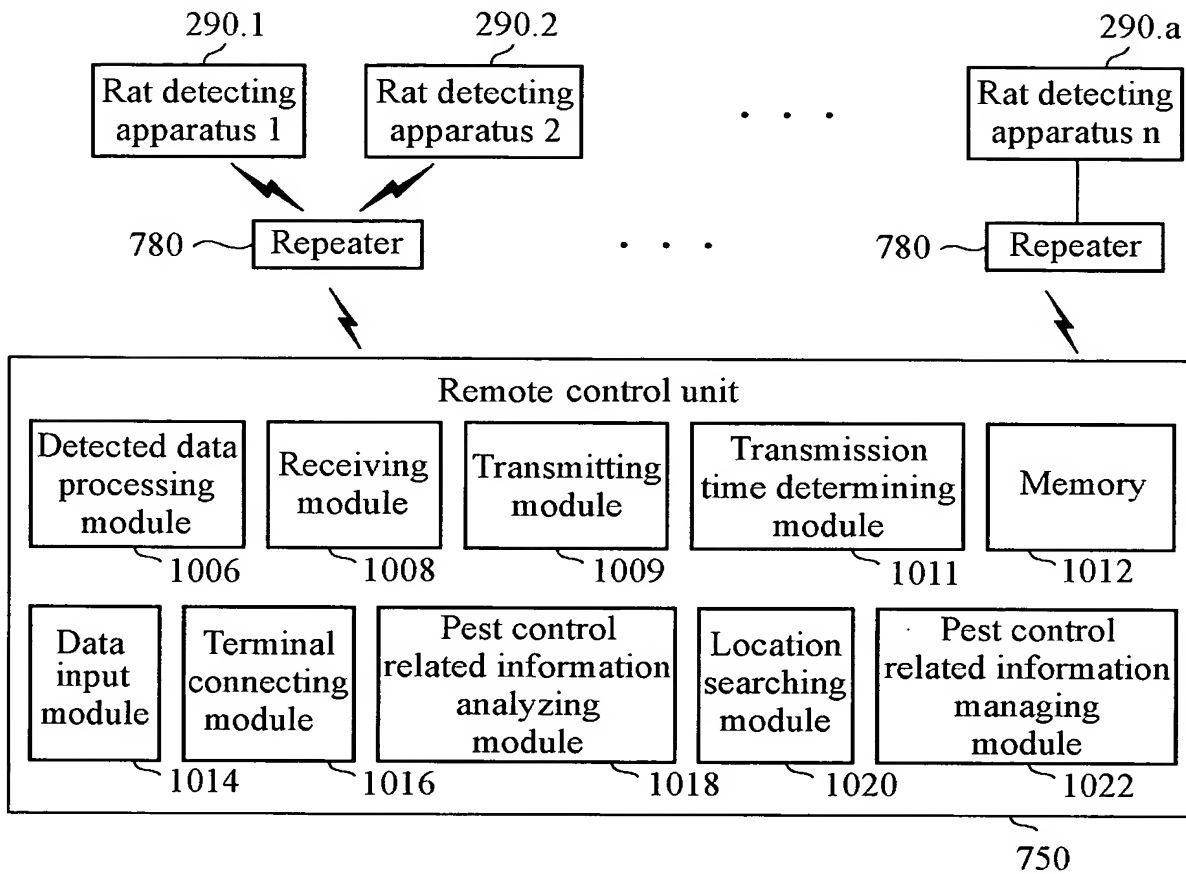 290.1
290.2
290.a
Rat detecting
apparatus 1
Rat detecting
apparatus 2
. . .
Rat detecting
apparatus n
780
Repeater
. . .
780
Repeater
Remote control unit
Detected data
processing
module
Receiving
module
Transmitting
module
Transmission
time determining
module
Memory
1006
1008
1009
1011
1012
Data
input
module
Terminal
connecting
module
Pest control
related information
analyzing
module
Location
searching
module
Pest control
related information
managing
module
1014
1016
1018
1020
1022
750